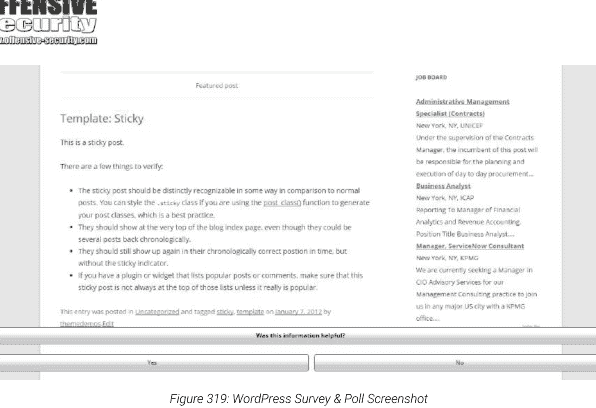 OFFENSIVE
security
www.offensive-security.com
Featured post
Template: Sticky
This is a sticky post.
There are a few things to verify:
The sticky post should be distinctly recognizable in some way in comparison to normal
posts. You can style the .sticky class if you are using the post_class() function to generate
your post classes, which is a best practice.
They should show at the very top of the blog index page, even though they could be
several posts back chronologically.
They should still show up again in their chronologically correct postion in time, but
without the sticky indicator.
If you have a plugin or widget that lists popular posts or comments, make sure that this
sticky post is not always at the top of those lists unless it really is popular.
This entry was posted in Uncategorized and tagged sticky, template on January 7, 2012 by
themedemos Edit
JOB BOARD
Administrative Management
Specialist (Contracts)
New York, NY, UNICEF
Under the supervision of the Contracts
Manager, the incumbent of this post will
be responsible for the planning and
execution of day to day procurement...
Business Analyst
New York, NY, ICAP
Reporting To Manager of Financial
Analytics and Revenue Accounting.
Position Title Business Analyst....
Manager, ServiceNow Consultant
New York, NY, KPMG
We are currently seeking a Manager in
CIO Advisory Services for our
Management Consulting practice to join
us in any major US city with a KPMG
office....
Was this information helpful?
Yes
No
Figure 319: WordPress Survey & Poll Screenshot